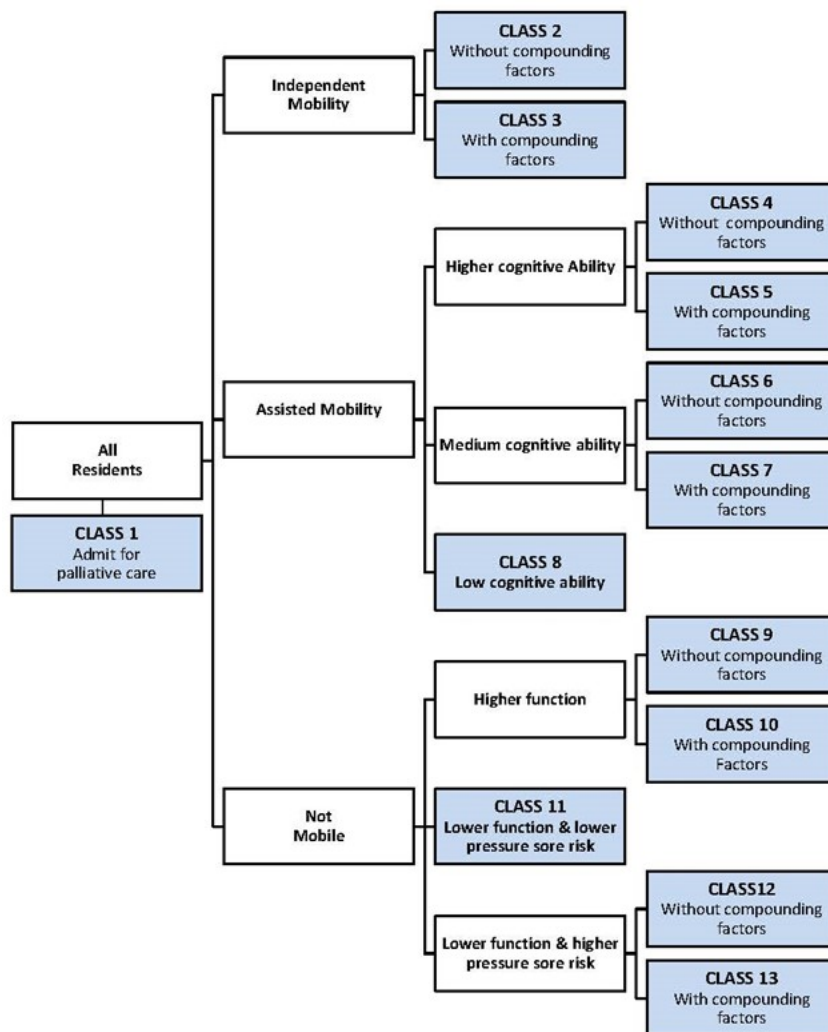 All
Residents
CLASS 1
Admit for
palliative care
Independent
Mobility
CLASS 2
Without compounding
factors
CLASS 3
With compounding
factors
Assisted Mobility
Higher cognitive Ability
CLASS 4
Without compounding
factors
CLASS 5
With compounding
factors
Medium cognitive ability
CLASS 6
Without compounding
factors
CLASS 7
With compounding
factors
CLASS 8
Low cognitive ability
Not
Mobile
Higher function
CLASS 9
Without compounding
factors
CLASS 10
With compounding
Factors
CLASS 11
Lower function & lower
pressure sore risk
Lower function & higher
pressure sore risk
CLASS12
Without compounding
factors
CLASS 13
With compounding
factors